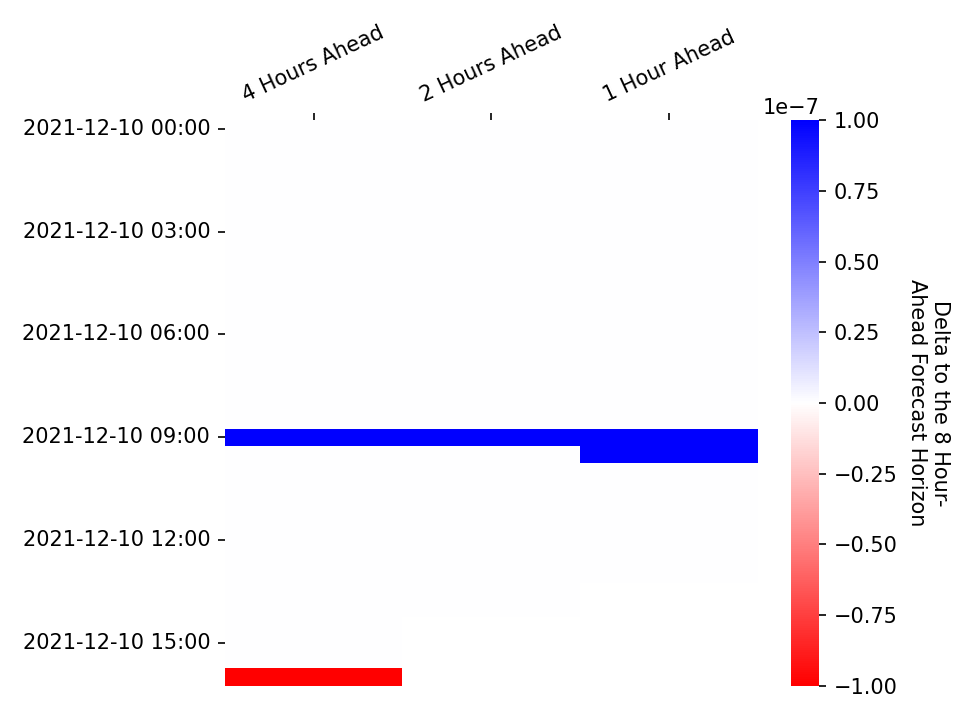 4 Hours Ahead
2 Hours Ahead
1 Hour Ahead
2021-12-10 00:00
2021-12-10 03:00
2021-12-10 06:00
2021-12-10 09:00
2021-12-10 12:00
2021-12-10 15:00
1e−7
1.00
0.75
0.50
0.25
0.00
−0.25
−0.50
−0.75
−1.00
Delta to the 8 Hour-
Ahead Forecast Horizon